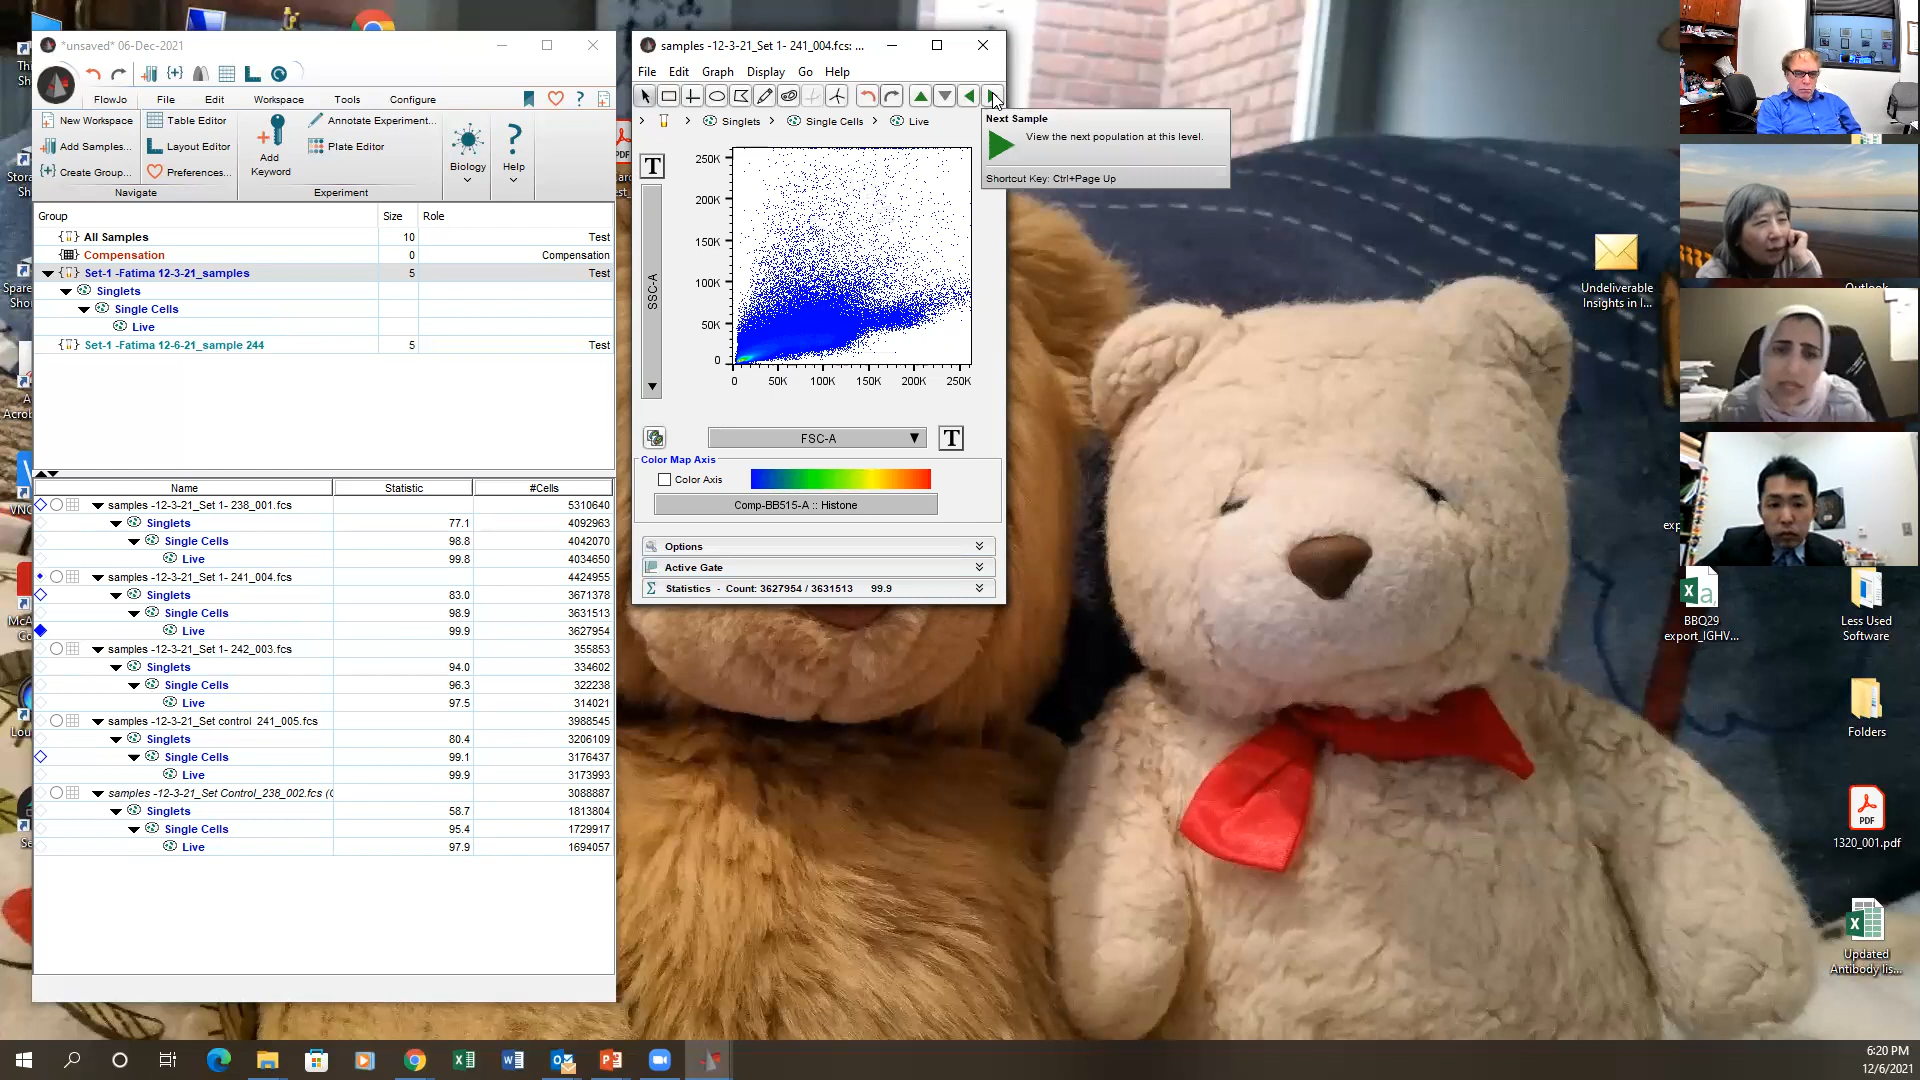 *unsaved* 06-Dec-2021
FlowJo File Edit Workspace Tools Configure
New Workspace
Table Editor
Annotate Experiment...
Add Samples...
Layout Editor
Plate Editor
Create Group...
Preferences...
Add Keyword
Biology
Help
Navigate
Experiment
Group Size Role
All Samples 10 Test
Compensation 0 Compensation
Set-1 -Fatima 12-3-21_samples 5 Test
Singlets
Single Cells
Live
Set-1 -Fatima 12-6-21_sample 244 5 Test
Name Statistic #Cells
samples -12-3-21_Set 1- 238_001.fcs 5310640
Singlets 77.1 4092963
Single Cells 98.8 4042070
Live 99.8 4034650
samples -12-3-21_Set 1- 241_004.fcs 4424955
Singlets 83.0 3671378
Single Cells 98.9 3631513
Live 99.9 3627954
samples -12-3-21_Set 1- 242_003.fcs 355853
Singlets 94.0 334602
Single Cells 96.3 322238
Live 97.5 314021
samples -12-3-21_Set control 241_005.fcs 3988545
Singlets 80.4 3206109
Single Cells 99.1 3176437
Live 99.9 3173993
samples -12-3-21_Set Control_238_002.fcs (C 3088887
Singlets 58.7 1813804
Single Cells 95.4 1729917
Live 97.9 1694057
samples -12-3-21_Set 1- 241_004.fcs: ...
File Edit Graph Display Go Help
Singlets Single Cells Live
T
SSC-A
250K
200K
150K
100K
50K
0
0 50K 100K 150K 200K 250K
FSC-A
T
Color Map Axis
Color Axis
Comp-BB515-A :: Histone
Options
Active Gate
Statistics - Count: 3627954 / 3631513 99.9
Next Sample
View the next population at this level.
Shortcut Key: Ctrl+Page Up
Undeliverable
Insights in I...
Outlook
BBQ29
export_IGHV...
Less Used
Software
Folders
PDF
1320_001.pdf
Updated
Antibody lis...
6:20 PM
12/6/2021